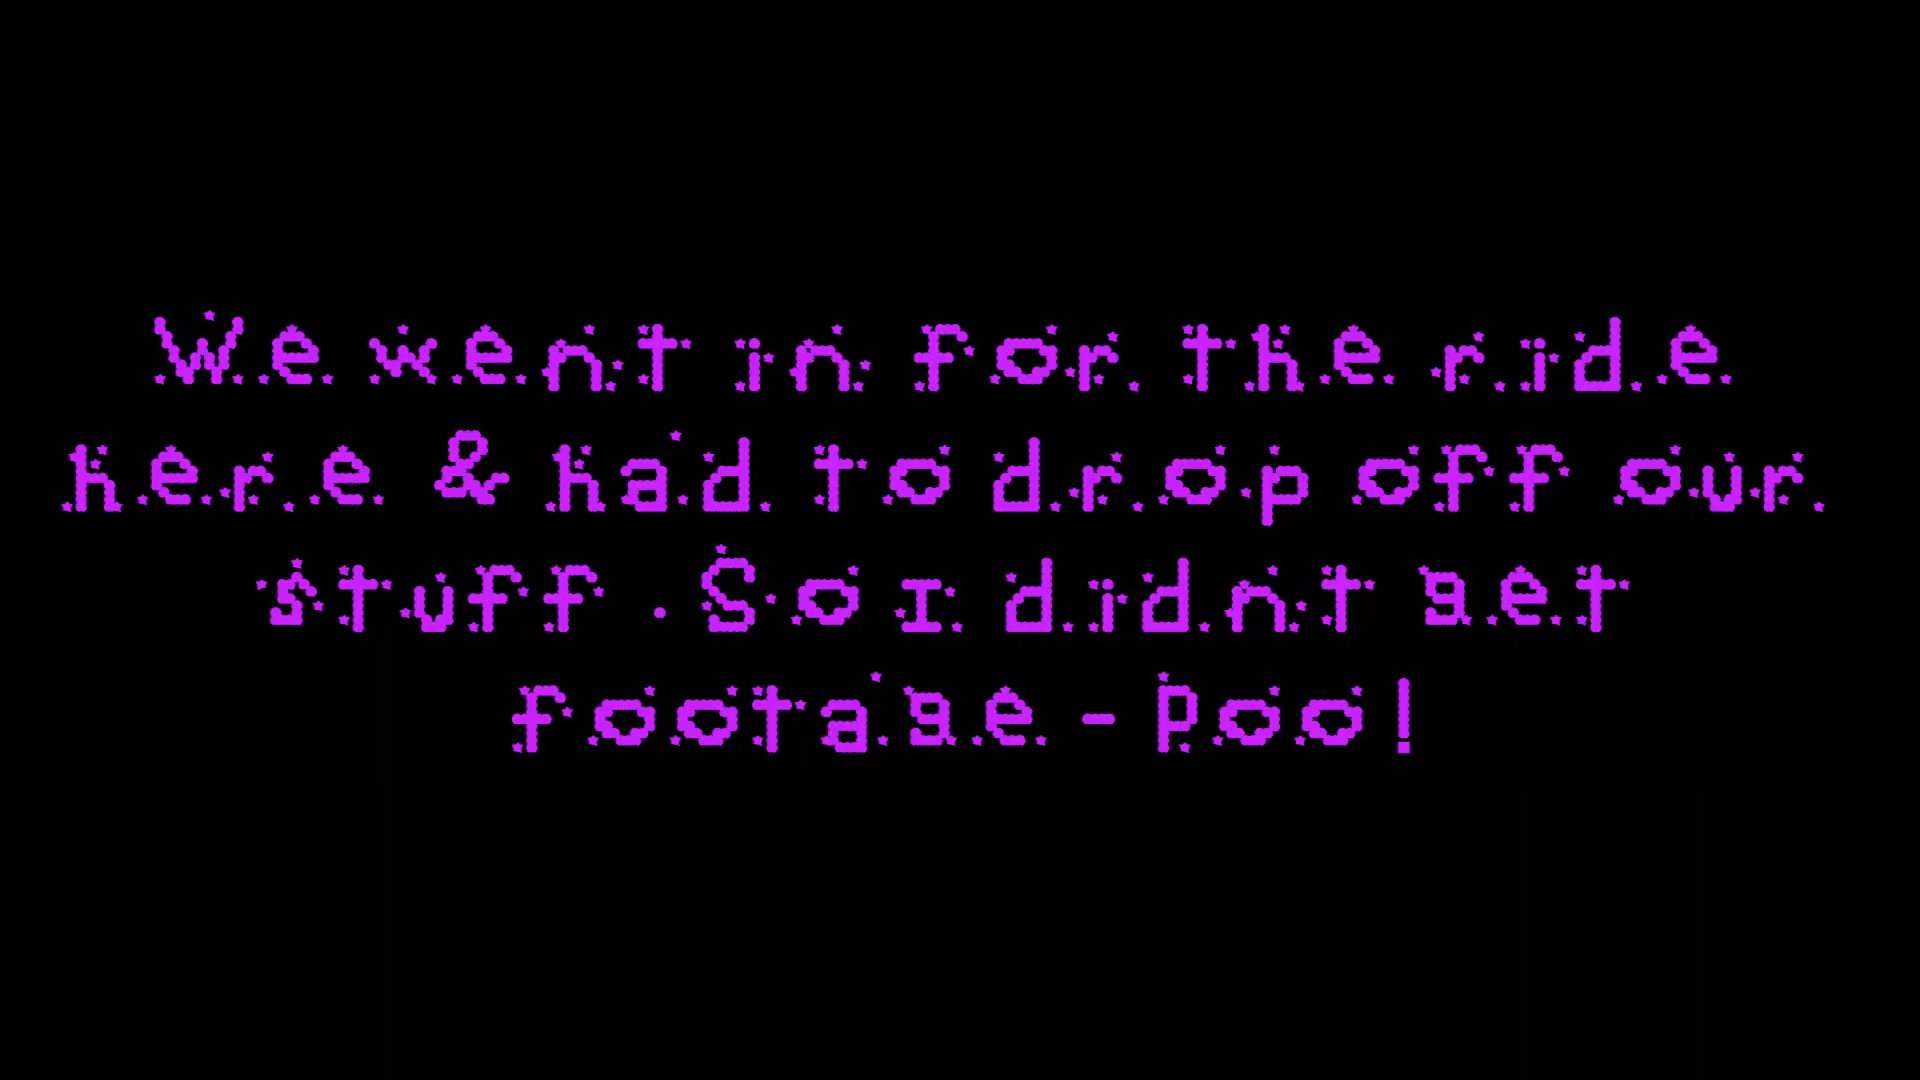 We went in for the ride
here & had to drop off our
stuff . So I didnt get
footage - Poo!